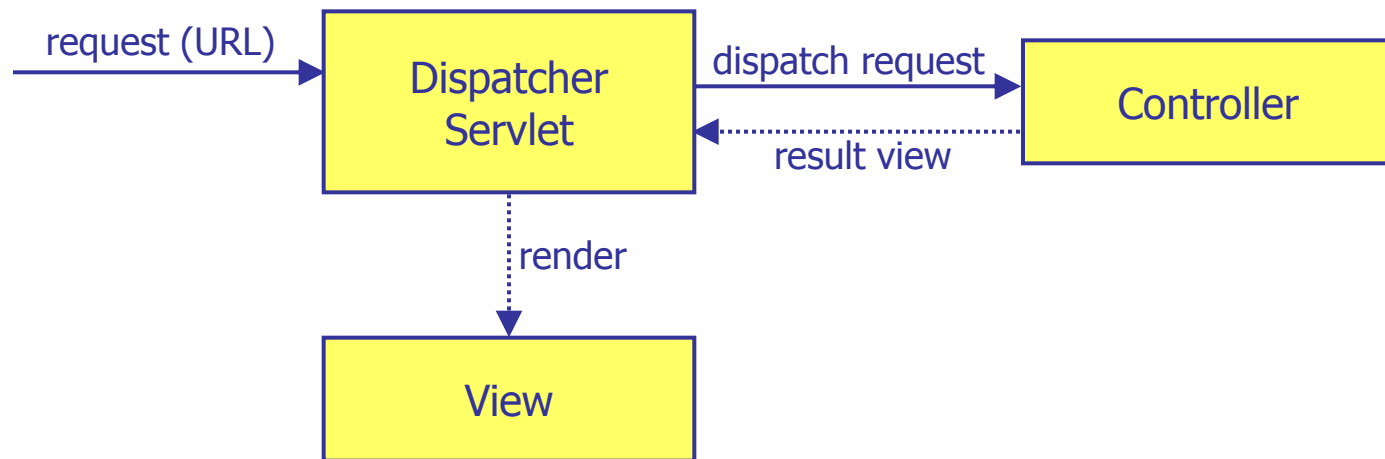 request (URL)
Dispatcher
Servlet
dispatch request
Controller
result view
render
View